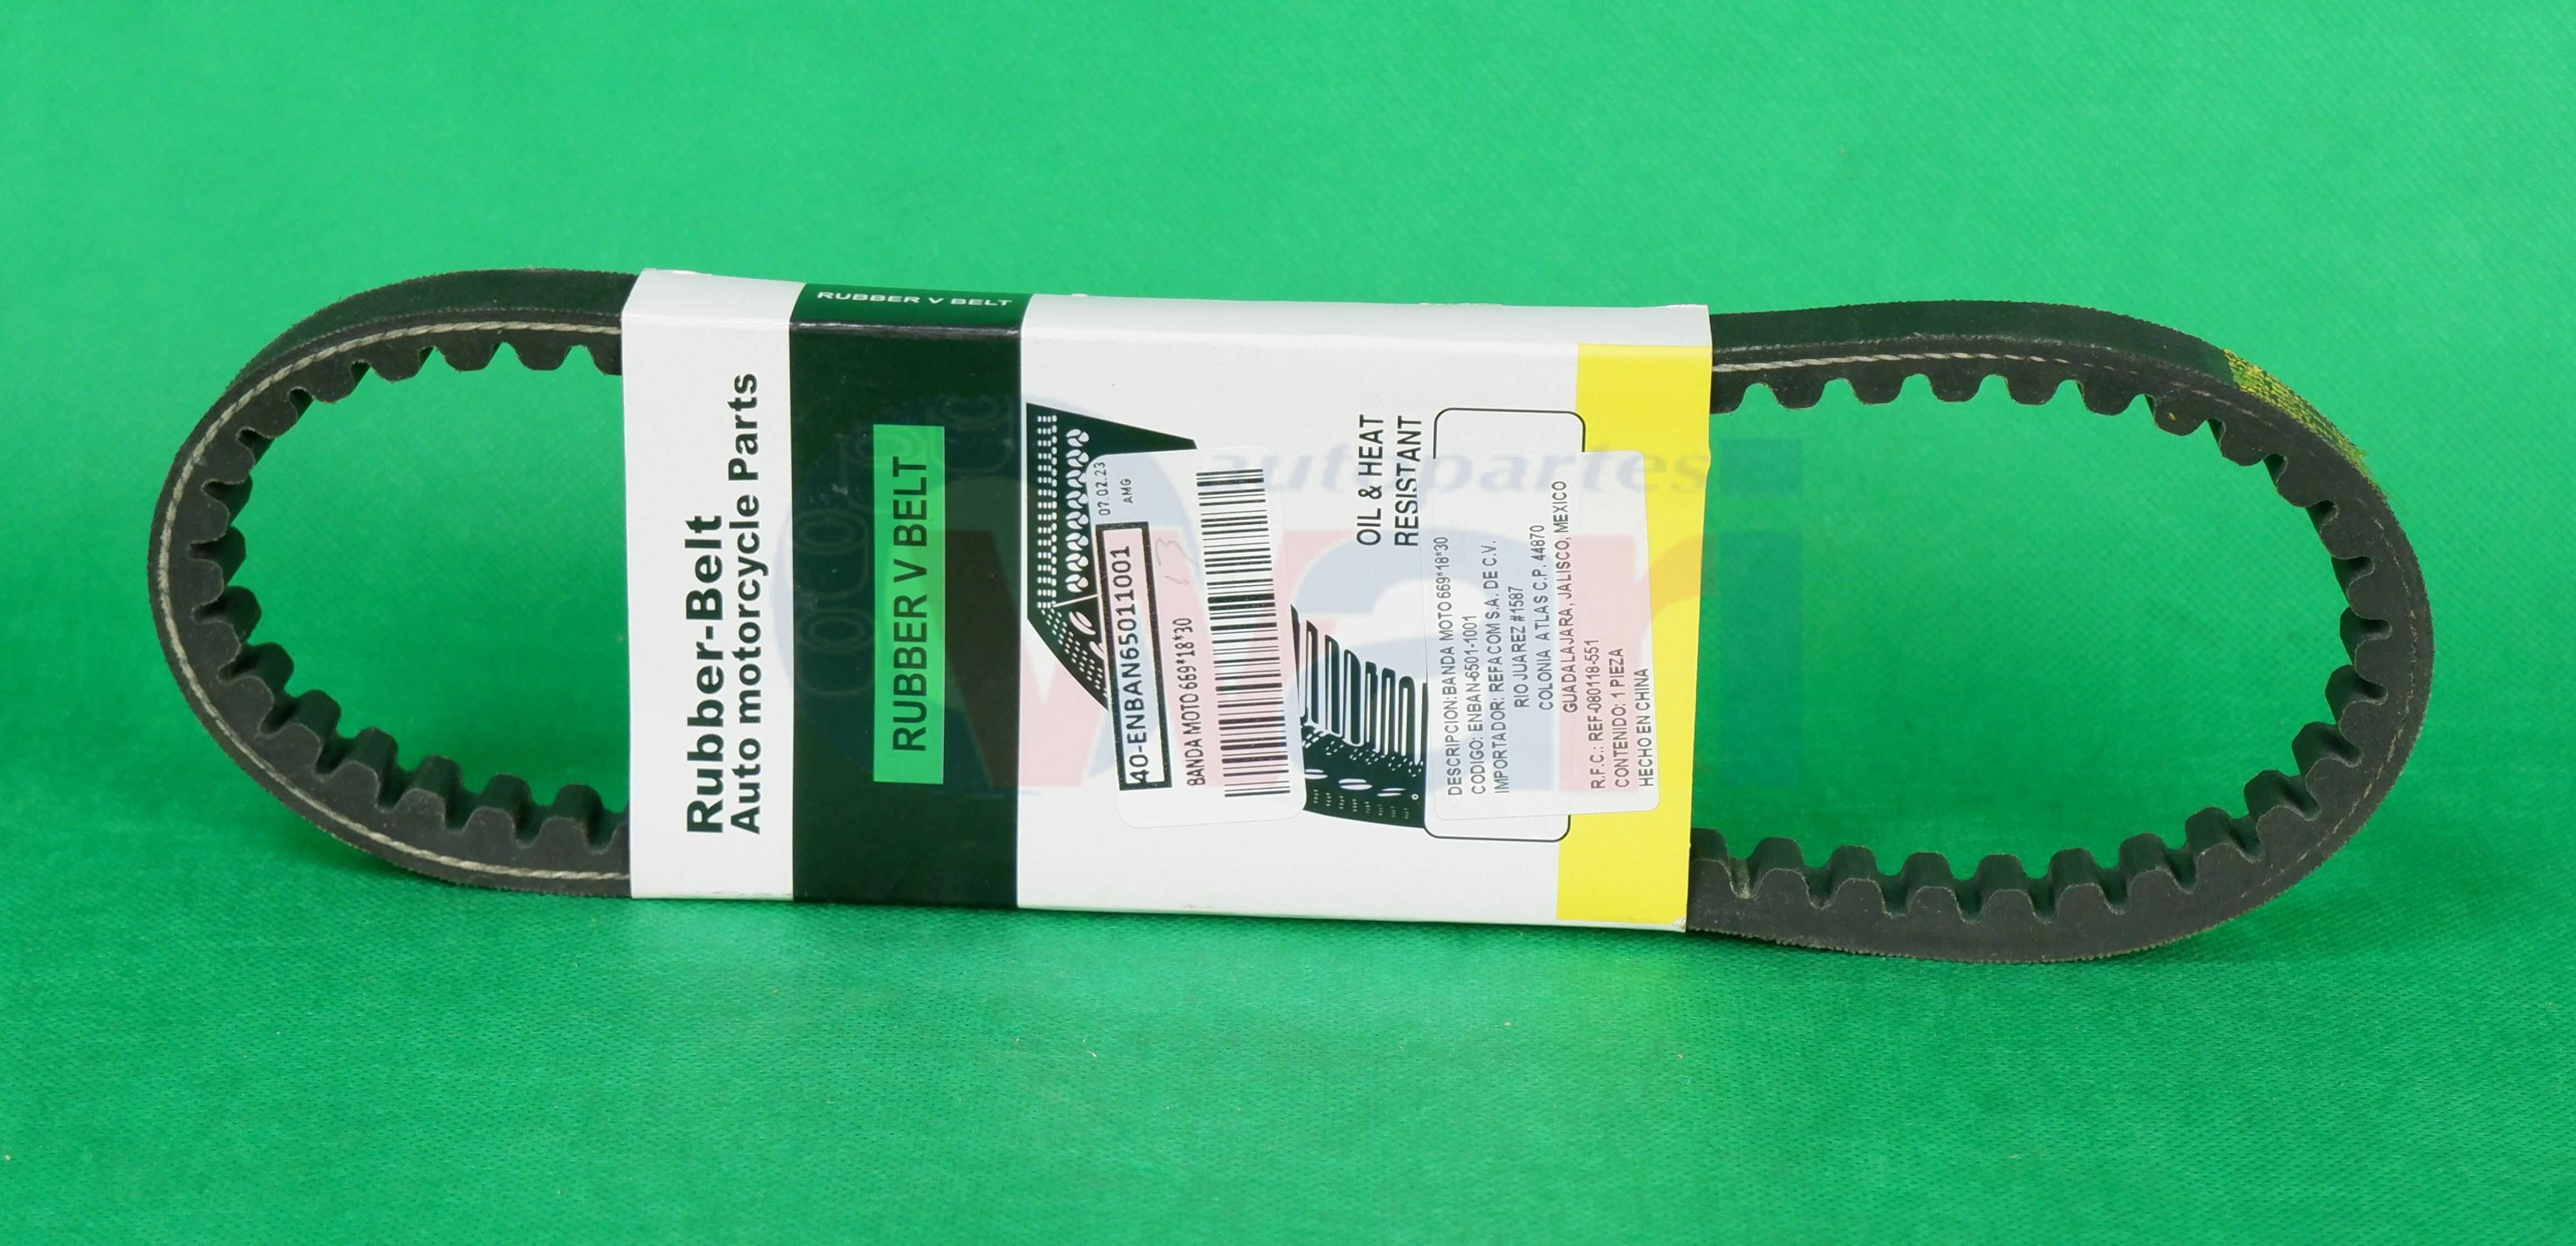 RUBBER V BELT
Rubber-Belt
Auto motorcycle Parts
RUBBER V BELT
07.02.23
AMG
40-ENBAN65011001
BANDA MOTO 669*18*30
OIL & HEAT
RESISTANT
DESCRIPCION:BANDA MOTO 669*18*30
CODIGO: ENBAN-6501-1001
IMPORTADOR: REFACOM S.A. DE C.V.
RIO JUAREZ #1587
COLONIA ATLAS C.P. 44870
GUADALAJARA, JALISCO, MEXICO
R.F.C.: REF-080118-551
CONTENIDO: 1 PIEZA
HECHO EN CHINA
autopartes
wari